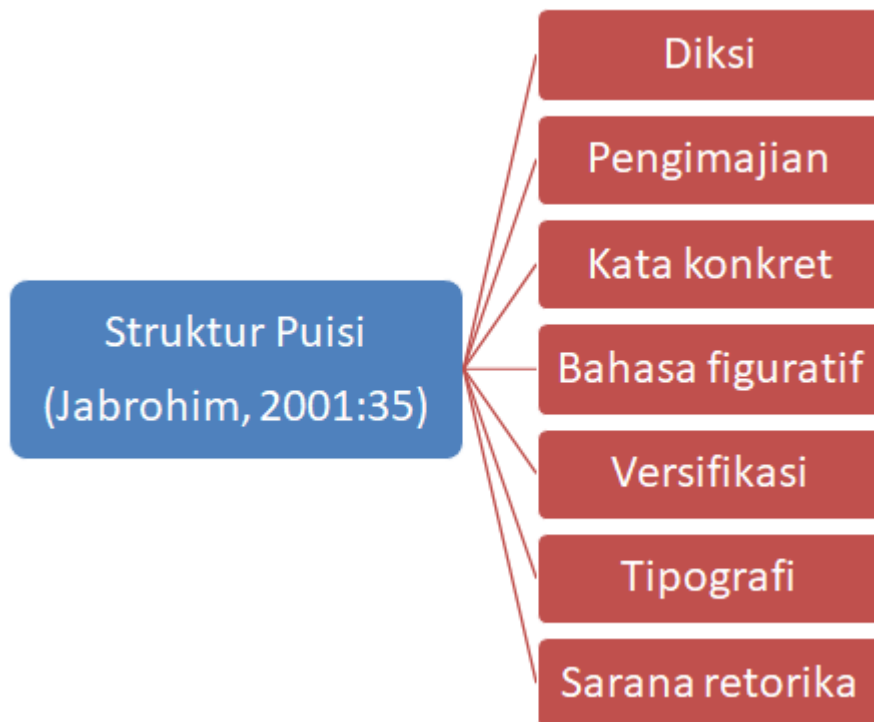 Struktur Puisi
(Jabrohim, 2001:35)
Diksi
Pengimajian
Kata konkret
Bahasa figuratif
Versifikasi
Tipografi
Sarana retorika